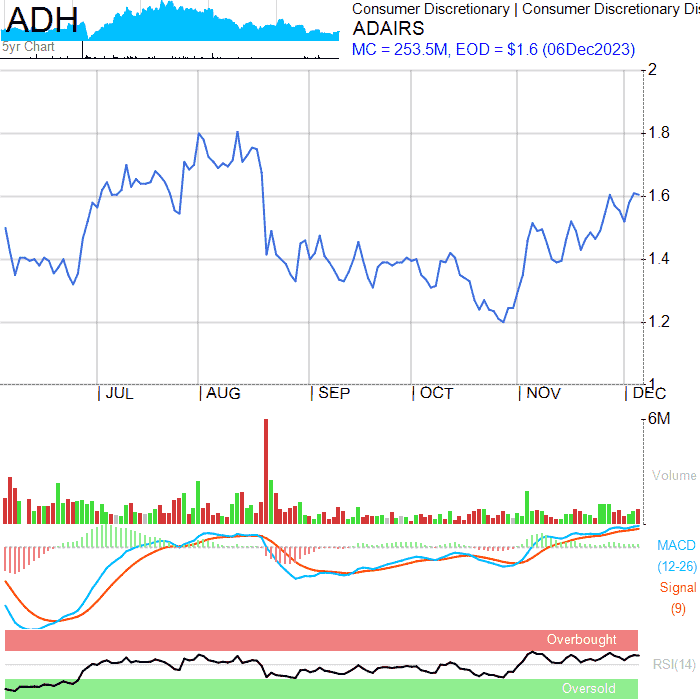 ADH
5yr Chart
Consumer Discretionary | Consumer Discretionary Dis
ADAIRS
MC = 253.5M, EOD = $1.6 (06Dec2023)
2
1.8
1.6
1.4
1.2
1
| JUL | AUG | SEP | OCT | NOV | DEC
6M
Volume
MACD
(12-26)
Signal
(9)
Overbought
RSI(14)
Oversold